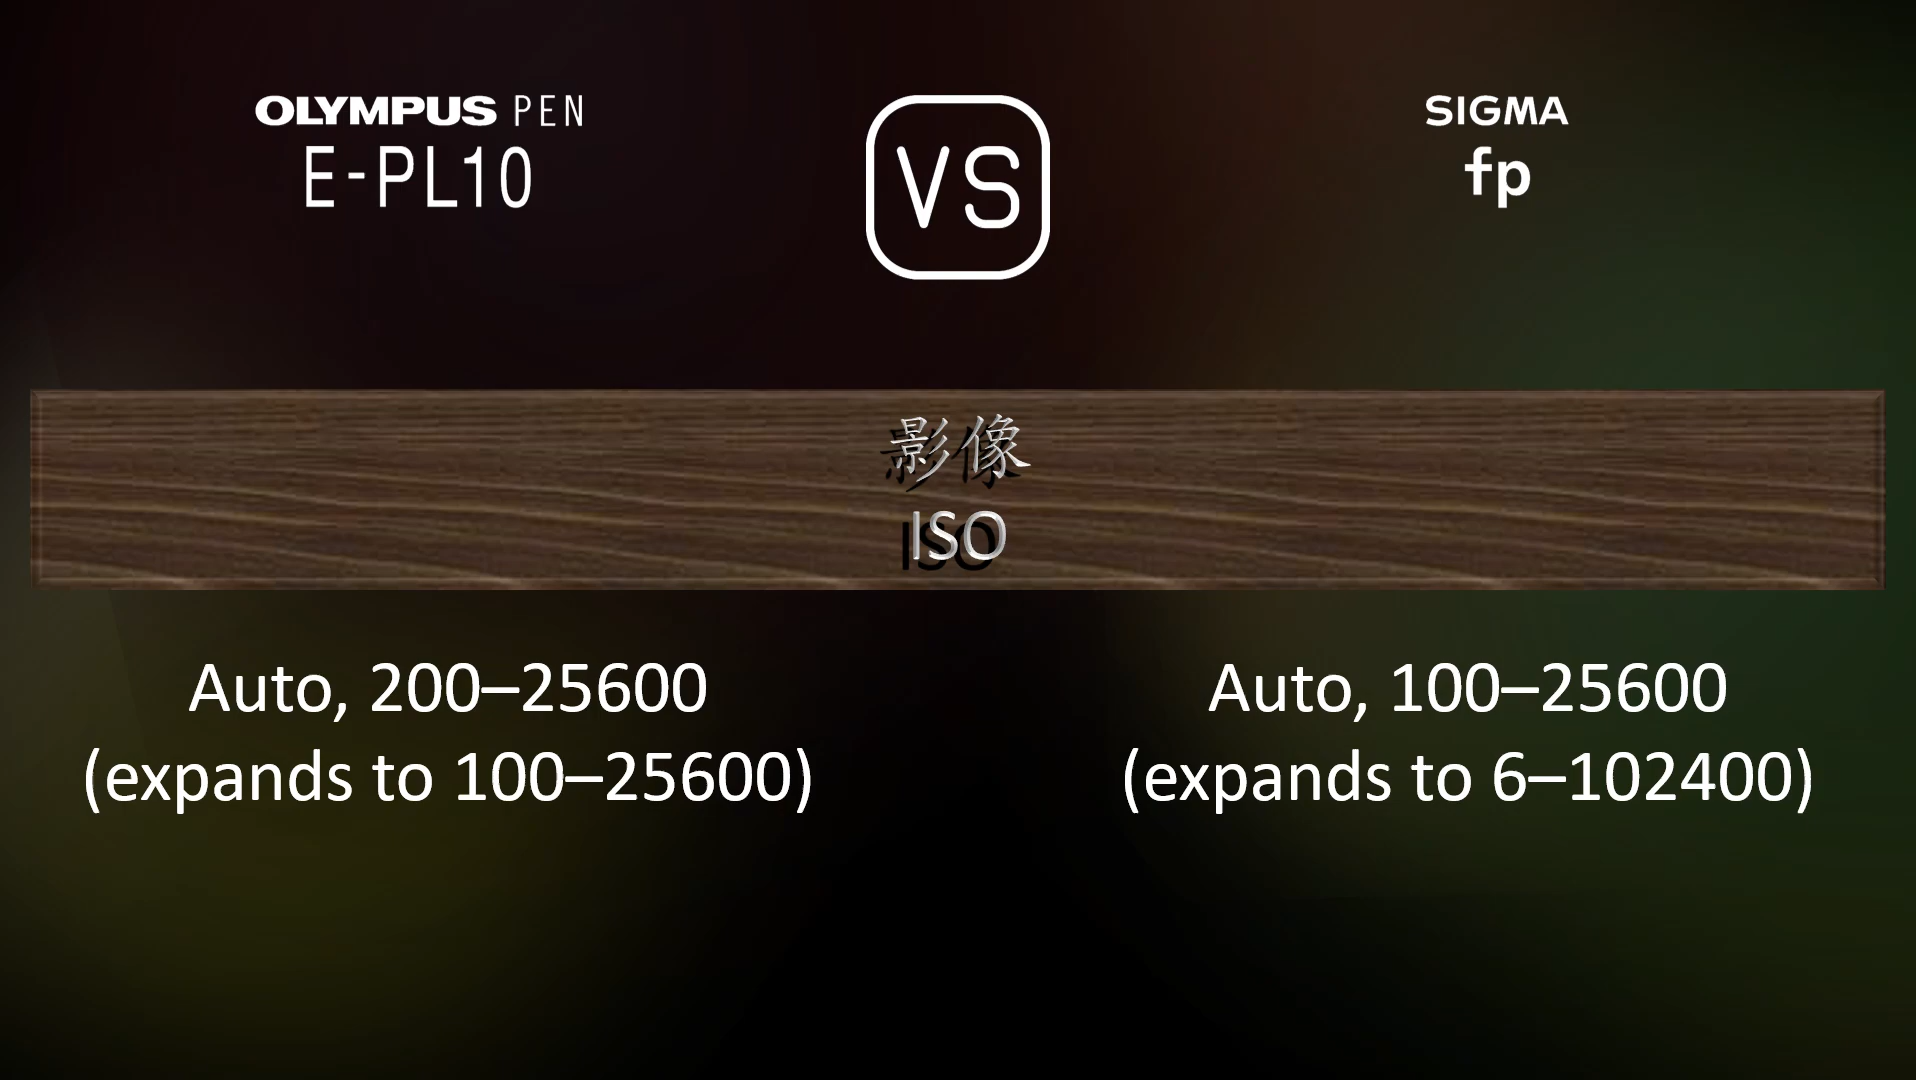 OLYMPUS PEN
E-PL10
VS
SIGMA
fp
影像
ISO
Auto, 200–25600
(expands to 100–25600)
Auto, 100–25600
(expands to 6–102400)